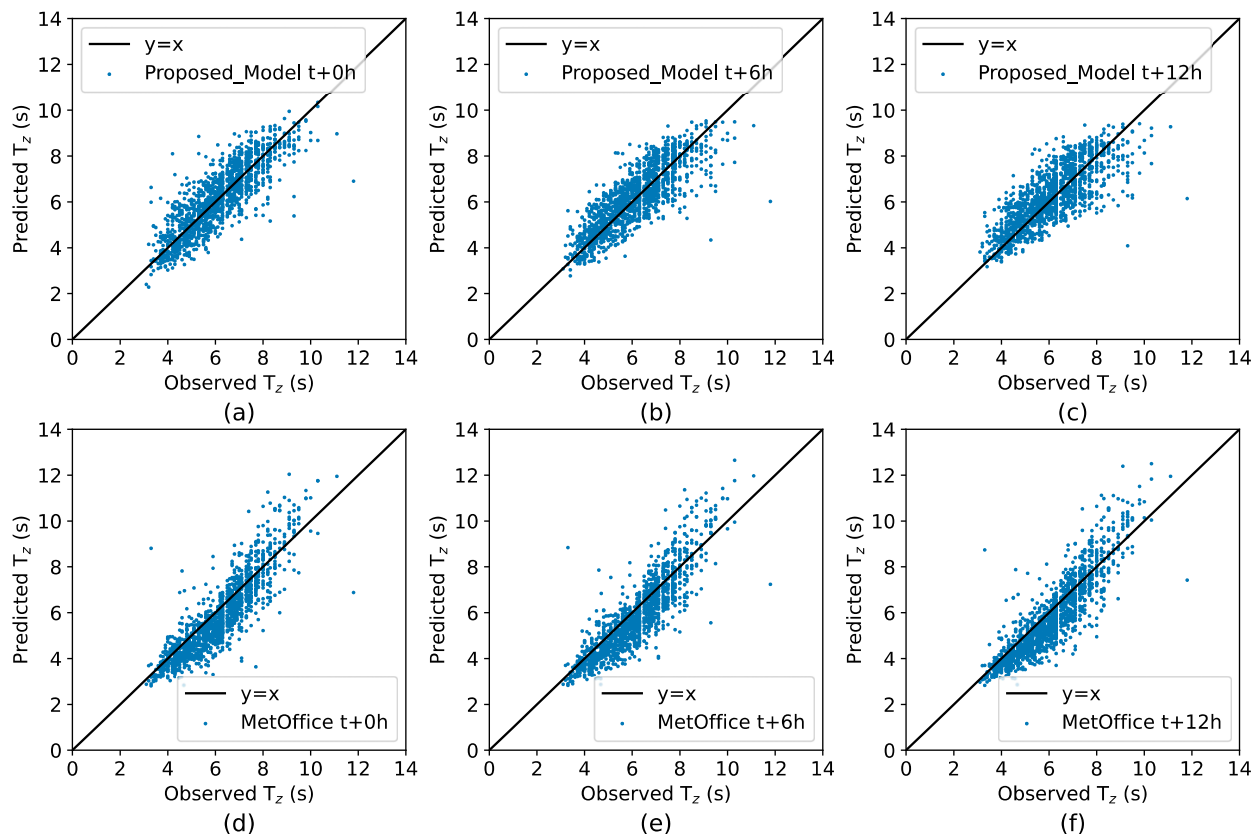 14
12
10
8
6
4
2
0
Predicted T_z (s)
y=x
Proposed_Model t+0h
0 2 4 6 8 10 12 14
Observed T_z (s)
(a)
14
12
10
8
6
4
2
0
Predicted T_z (s)
y=x
Proposed_Model t+6h
0 2 4 6 8 10 12 14
Observed T_z (s)
(b)
14
12
10
8
6
4
2
0
Predicted T_z (s)
y=x
Proposed_Model t+12h
0 2 4 6 8 10 12 14
Observed T_z (s)
(c)
14
12
10
8
6
4
2
0
Predicted T_z (s)
y=x
MetOffice t+0h
0 2 4 6 8 10 12 14
Observed T_z (s)
(d)
14
12
10
8
6
4
2
0
Predicted T_z (s)
y=x
MetOffice t+6h
0 2 4 6 8 10 12 14
Observed T_z (s)
(e)
14
12
10
8
6
4
2
0
Predicted T_z (s)
y=x
MetOffice t+12h
0 2 4 6 8 10 12 14
Observed T_z (s)
(f)